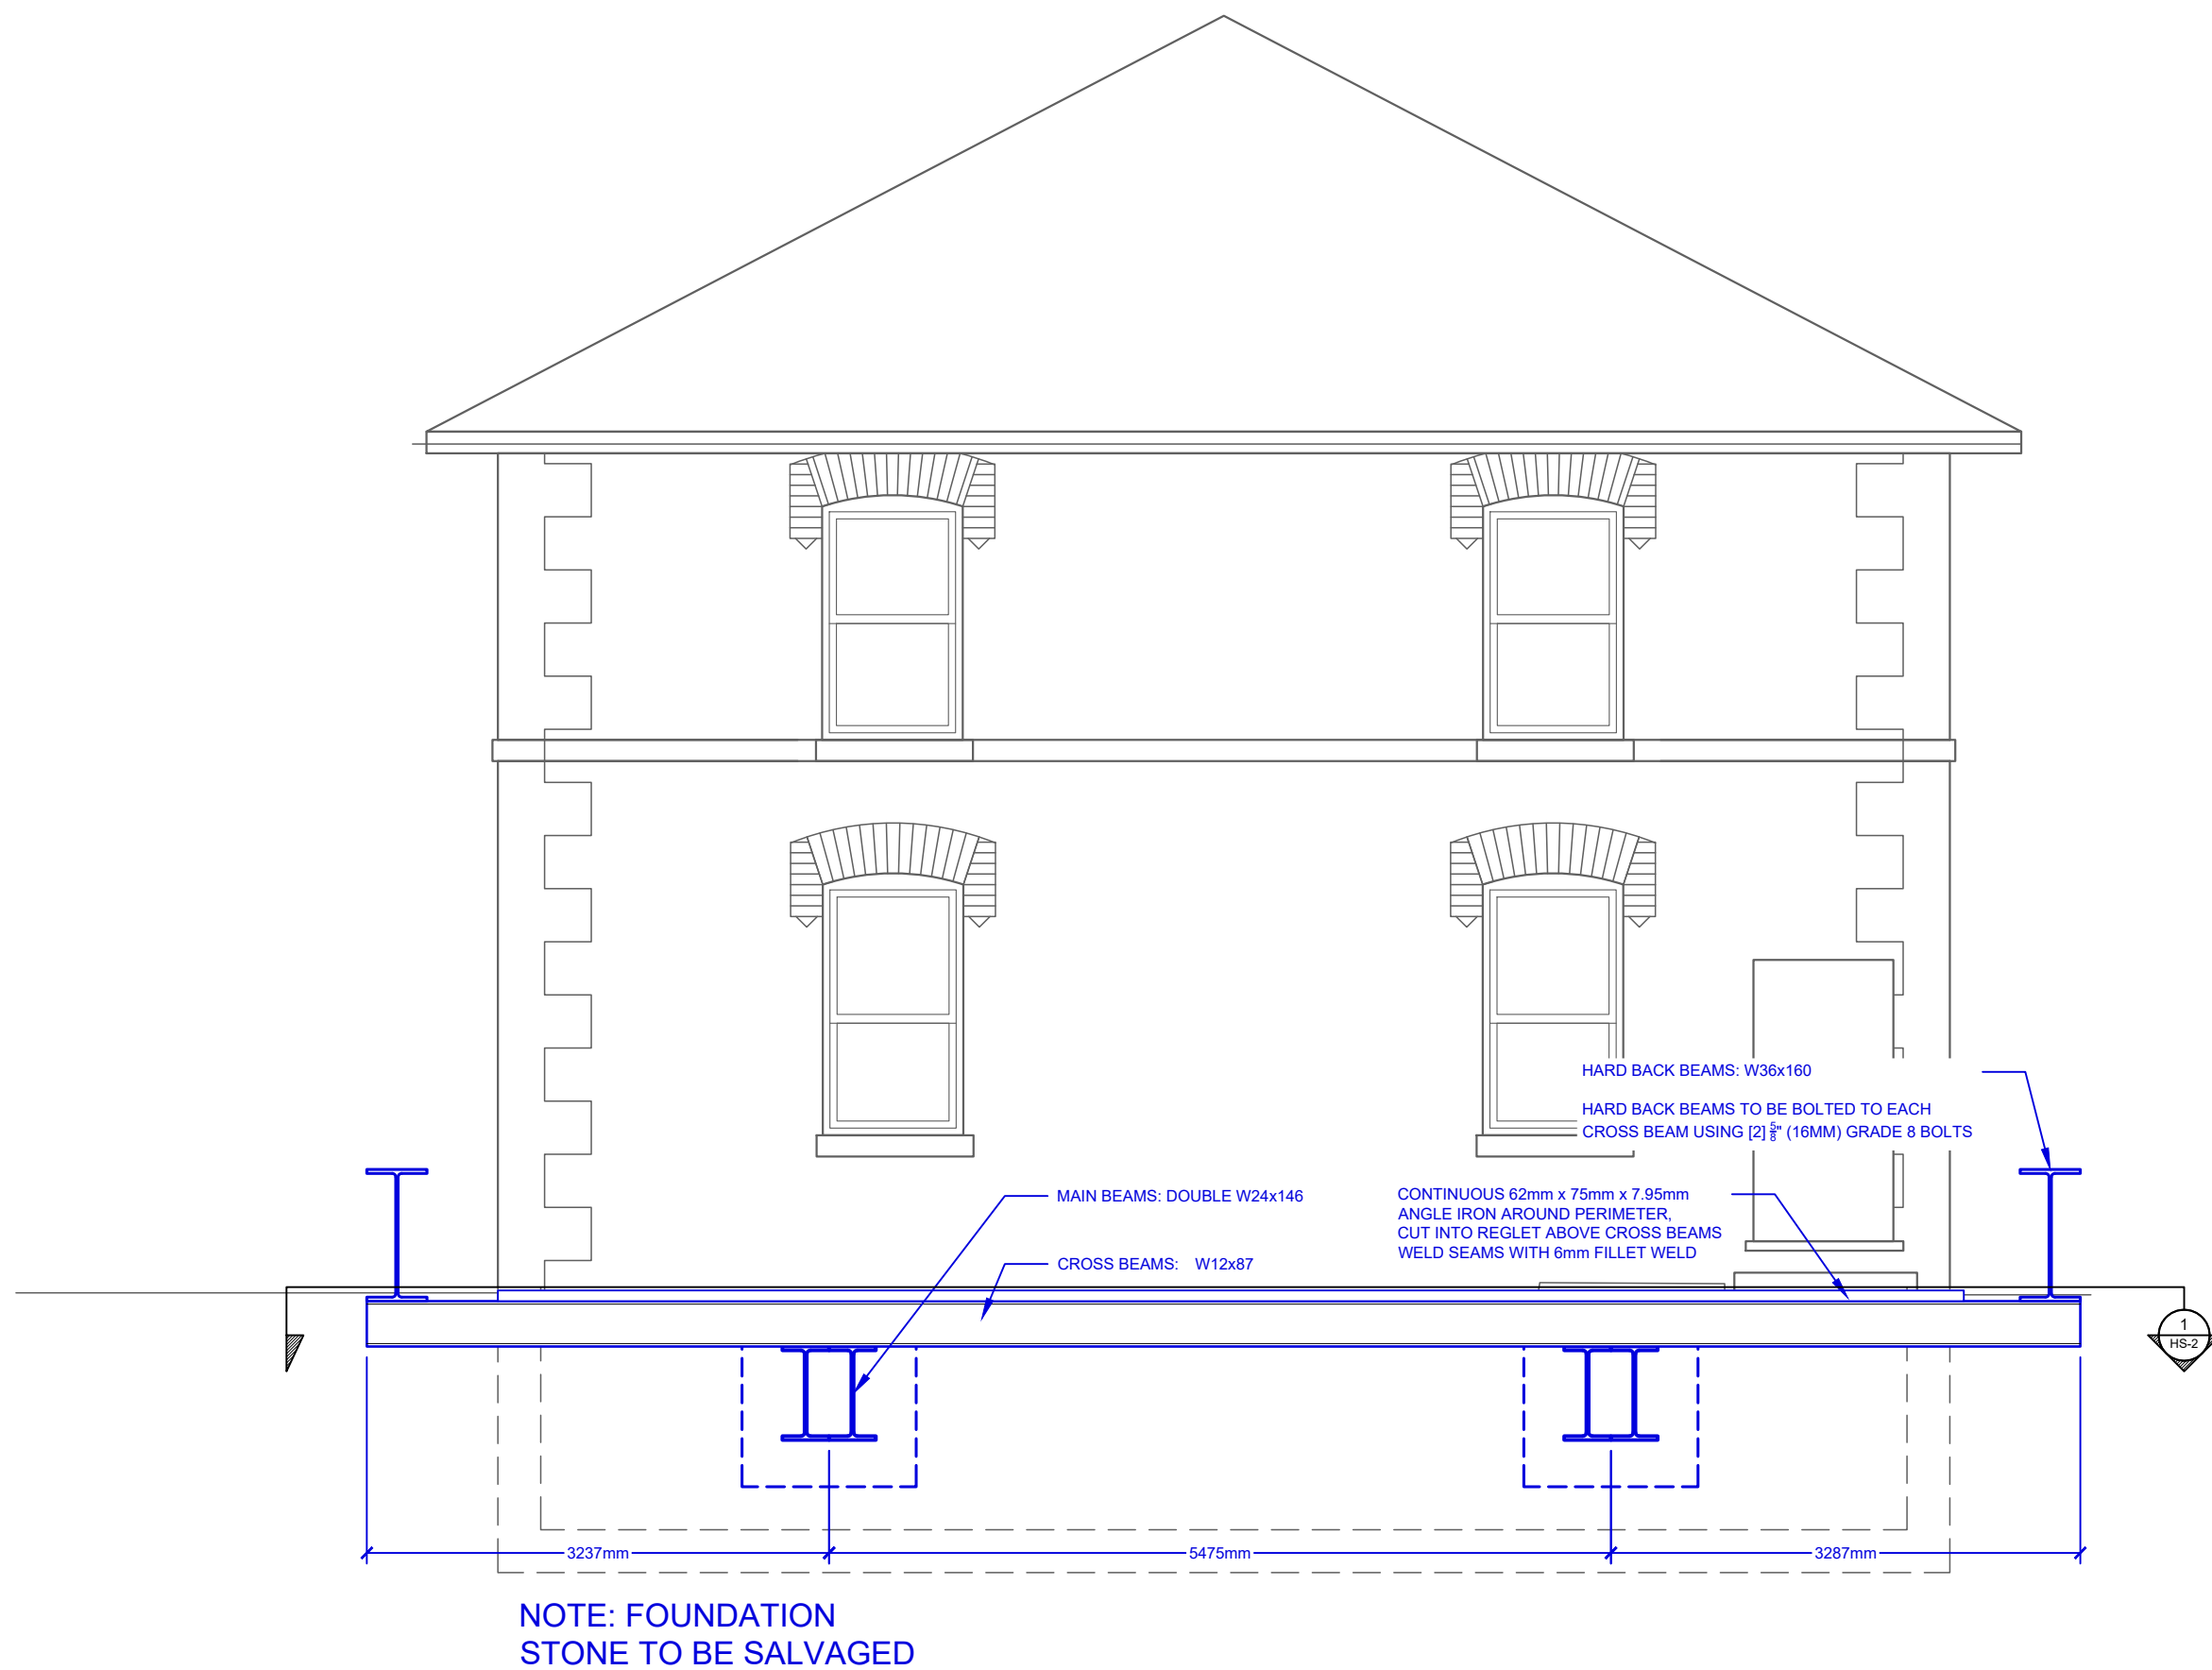 HARD BACK BEAMS: W36x160
HARD BACK BEAMS TO BE BOLTED TO EACH
CROSS BEAM USING [2] 5/8" (16MM) GRADE 8 BOLTS
MAIN BEAMS: DOUBLE W24x146
CONTINUOUS 62mm x 75mm x 7.95mm
ANGLE IRON AROUND PERIMETER,
CUT INTO REGLET ABOVE CROSS BEAMS
WELD SEAMS WITH 6mm FILLET WELD
CROSS BEAMS: W12x87
1
HS-2
3237mm
5475mm
3287mm
NOTE: FOUNDATION
STONE TO BE SALVAGED